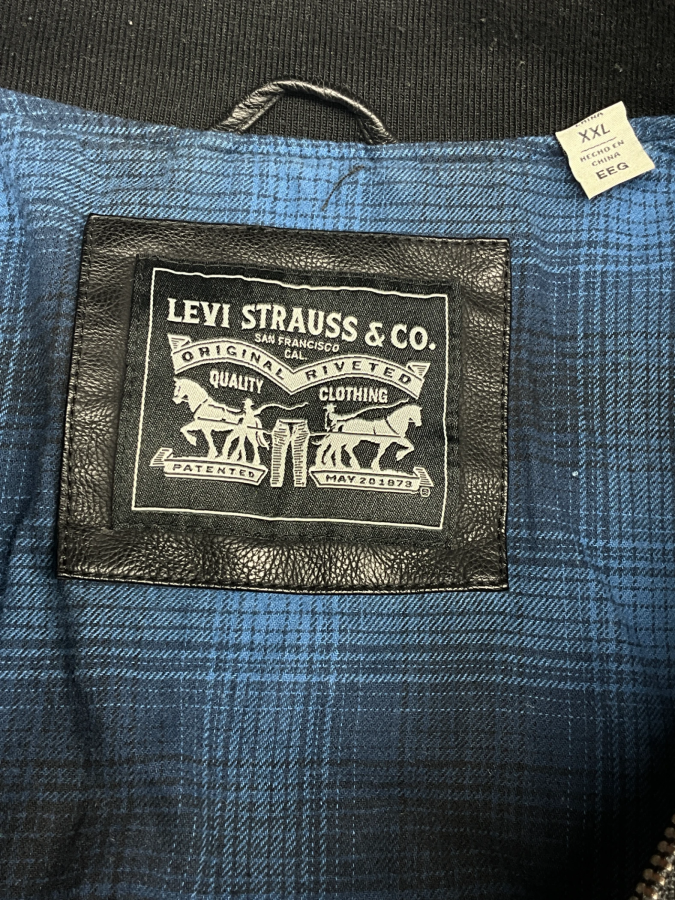 LEVI STRAUSS & CO.
SAN FRANCISCO
CAL.
ORIGINAL RIVETED
QUALITY CLOTHING
PATENTED MAY 20 1873
XXL
HECHO EN
CHINA
EEG